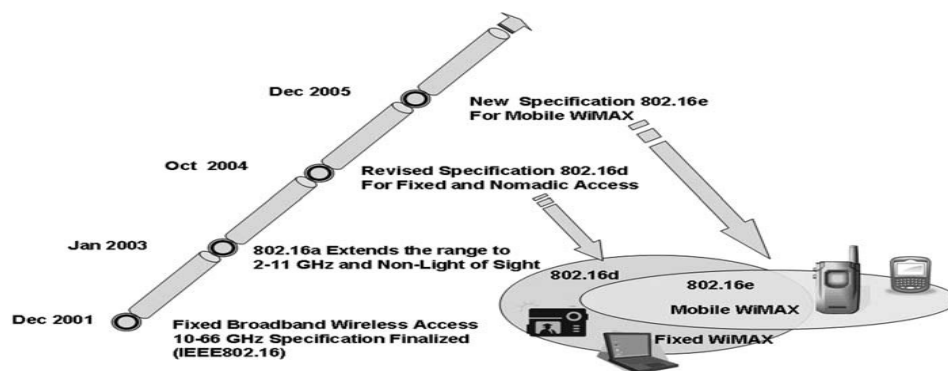 Dec 2005
New Specification 802.16e
For Mobile WiMAX
Oct 2004
Revised Specification 802.16d
For Fixed and Nomadic Access
Jan 2003
802.16a Extends the range to
2-11 GHz and Non-Light of Sight
Dec 2001
Fixed Broadband Wireless Access
10-66 GHz Specification Finalized
(IEEE802.16)
802.16d
802.16e
Mobile WiMAX
Fixed WiMAX